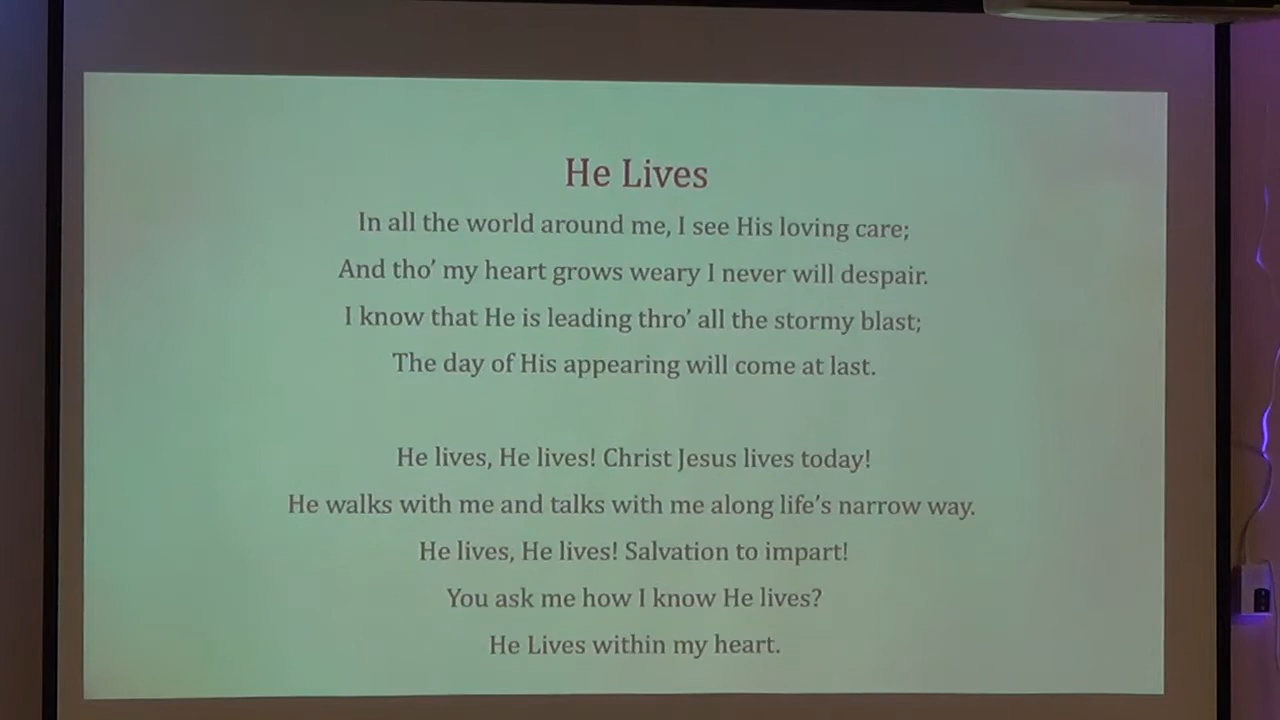 He Lives
In all the world around me, I see His loving care;
And tho’ my heart grows weary I never will despair.
I know that He is leading thro’ all the stormy blast;
The day of His appearing will come at last.
He lives, He lives! Christ Jesus lives today!
He walks with me and talks with me along life’s narrow way.
He lives, He lives! Salvation to impart!
You ask me how I know He lives?
He Lives within my heart.